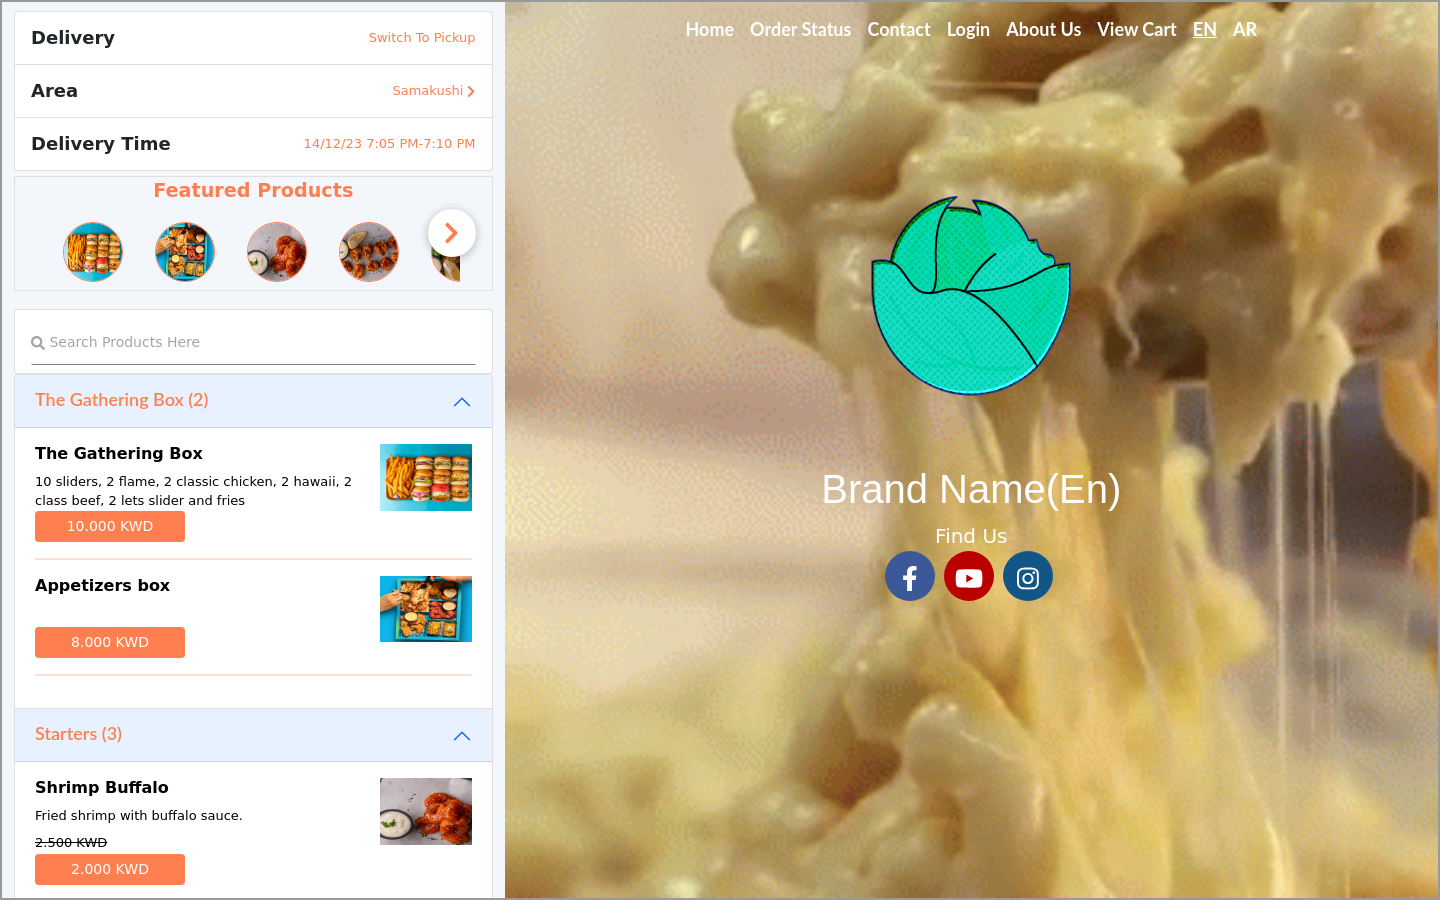 Delivery
Switch To Pickup
Area
Samakushi
Delivery Time
14/12/23 7:05 PM-7:10 PM
Featured Products
Search Products Here
The Gathering Box (2)
The Gathering Box
10 sliders, 2 flame, 2 classic chicken, 2 hawaii, 2
class beef, 2 lets slider and fries
10.000 KWD
Appetizers box
8.000 KWD
Starters (3)
Shrimp Buffalo
Fried shrimp with buffalo sauce.
2.500 KWD
2.000 KWD
Home Order Status Contact Login About Us View Cart EN AR
Brand Name(En)
Find Us